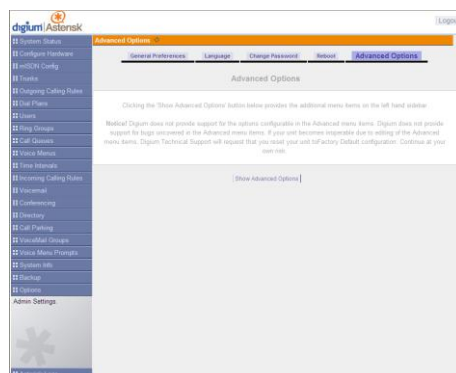 digium Asterisk
Logou
System Status
Configure Hardware
mISDN Config
Trunks
Outgoing Calling Rules
Dial Plans
Users
Ring Groups
Call Queues
Voice Menus
Time Intervals
Incoming Calling Rules
Voicemail
Conferencing
Directory
Call Parking
VoiceMail Groups
Voice Menu Prompts
System Info
Backup
Options
Admin Settings
Advanced Options
General Preferences Language Change Password Reboot Advanced Options
Advanced Options
Clicking the 'Show Advanced Options' button below provides the additional menu items on the left hand sidebar
Notice! Digium does not provide support for the options configurable in the Advanced menu items. Digium does not provide
support for bugs uncovered in the Advanced menu items. If your unit becomes inoperable due to editing of the Advanced
menu items, Digium Technical Support will request that you reset your unit to Factory Default configuration. Continue at your
own risk
Show Advanced Options